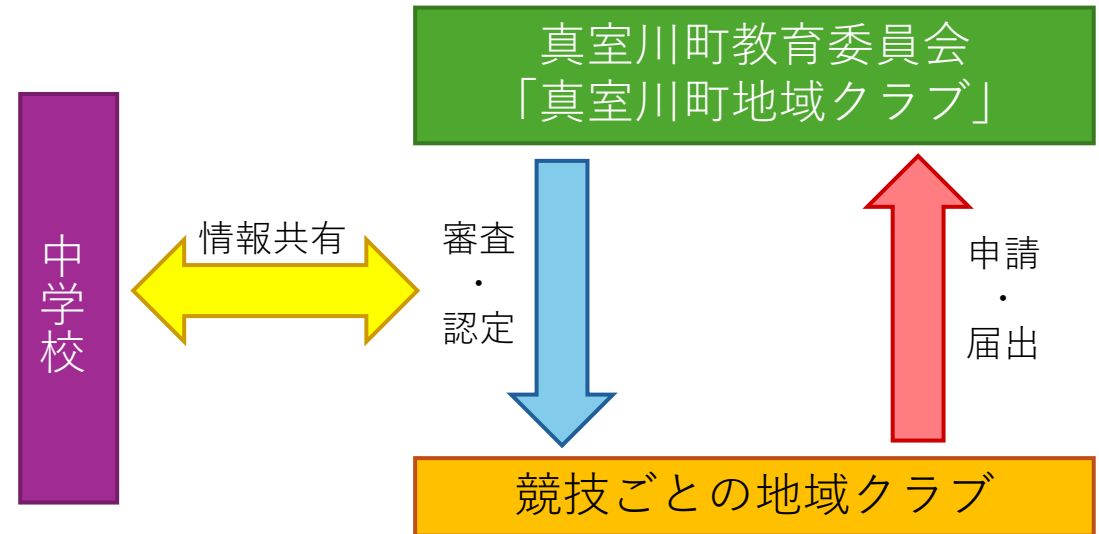 真室川町教育委員会
「真室川町地域クラブ」
中学校
情報共有
審査
・
認定
申請
・
届出
競技ごとの地域クラブ